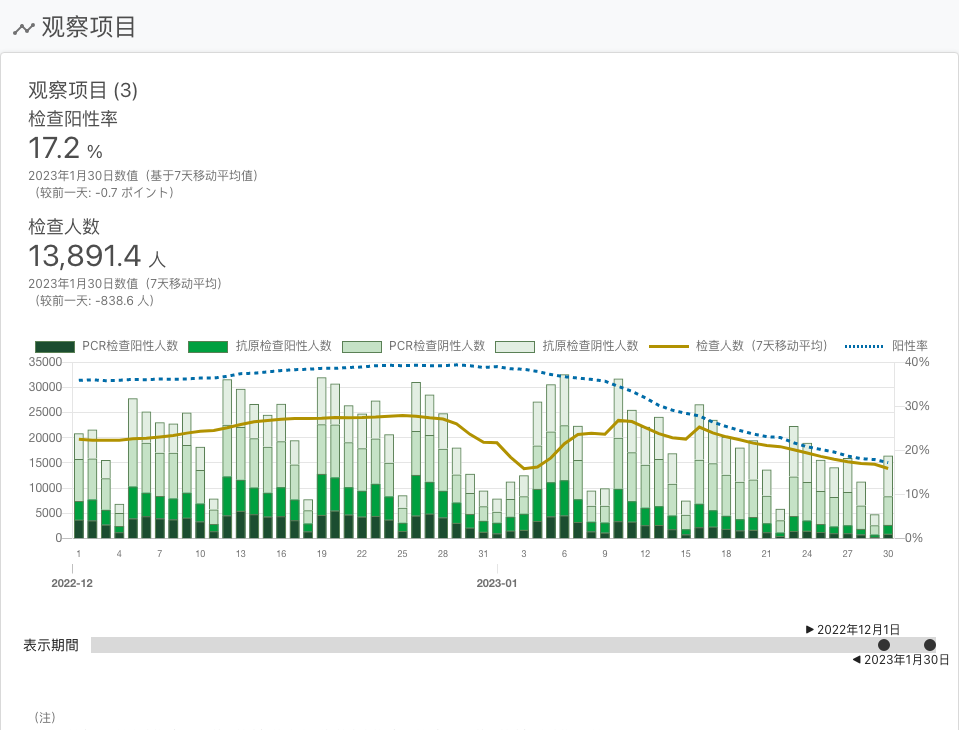 观察项目
观察项目 (3)
检查阳性率
17.2 %
2023年1月30日数值（基于7天移动平均值）
（较前一天: -0.7 ポイント）
检查人数
13,891.4 人
2023年1月30日数值（7天移动平均）
（较前一天: -838.6 人）
PCR检查阳性人数 抗原检查阳性人数 PCR检查阴性人数 抗原检查阴性人数 检查人数（7天移动平均） 阳性率
35000 40%
30000
25000 30%
20000 20%
15000
10000 10%
5000
0 0%
1 4 7 10 13 16 19 22 25 28 31 3 6 9 12 15 18 21 24 27 30
2022-12 2023-01
▶ 2022年12月1日
表示期間
◀ 2023年1月30日
（注）